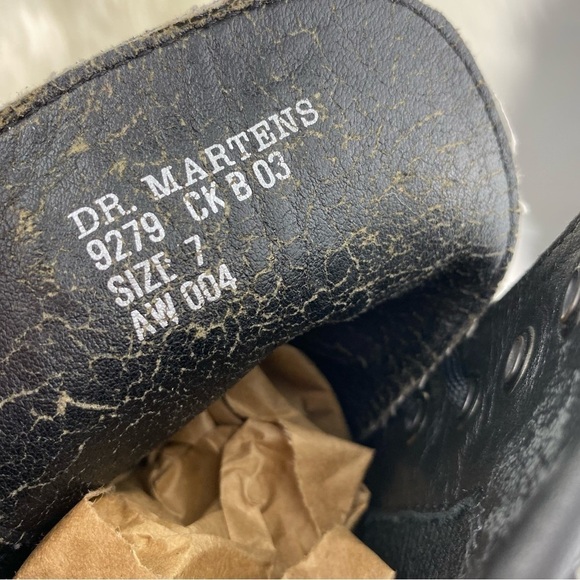 DR. MARTENS
9279 CK B 03
SIZE 7
AW 004